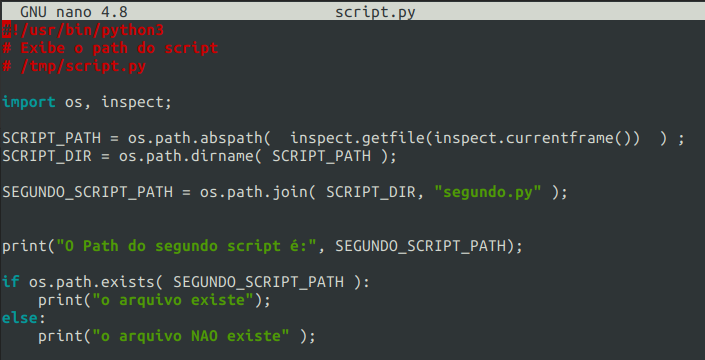 GNU nano 4.8 script.py
#!/usr/bin/python3
# Exibe o path do script
# /tmp/script.py
import os, inspect;
SCRIPT_PATH = os.path.abspath(  inspect.getfile(inspect.currentframe())  ) ;
SCRIPT_DIR = os.path.dirname( SCRIPT_PATH );
SEGUNDO_SCRIPT_PATH = os.path.join( SCRIPT_DIR, "segundo.py" );
print("O Path do segundo script é:", SEGUNDO_SCRIPT_PATH);
if os.path.exists( SEGUNDO_SCRIPT_PATH ):
    print("o arquivo existe");
else:
    print("o arquivo NAO existe" );